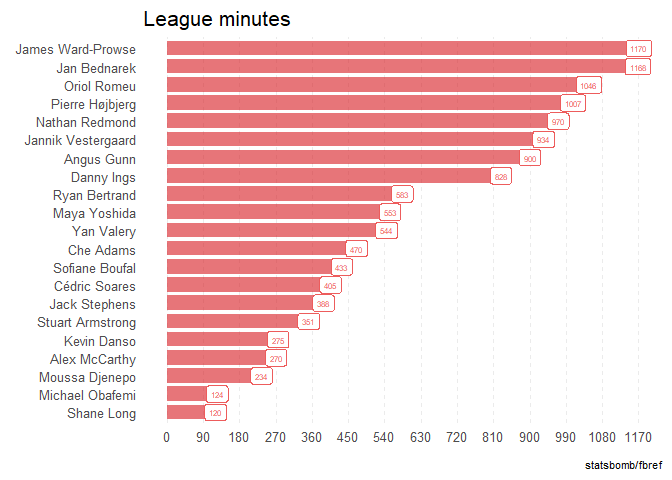 League minutes
James Ward-Prowse 1170
Jan Bednarek 1168
Oriol Romeu 1046
Pierre Højbjerg 1007
Nathan Redmond 970
Jannik Vestergaard 934
Angus Gunn 900
Danny Ings 828
Ryan Bertrand 583
Maya Yoshida 553
Yan Valery 544
Che Adams 470
Sofiane Boufal 433
Cédric Soares 405
Jack Stephens 388
Stuart Armstrong 351
Kevin Danso 275
Alex McCarthy 270
Moussa Djenepo 234
Michael Obafemi 124
Shane Long 120
0 90 180 270 360 450 540 630 720 810 900 990 1080 1170
statsbomb/fbref